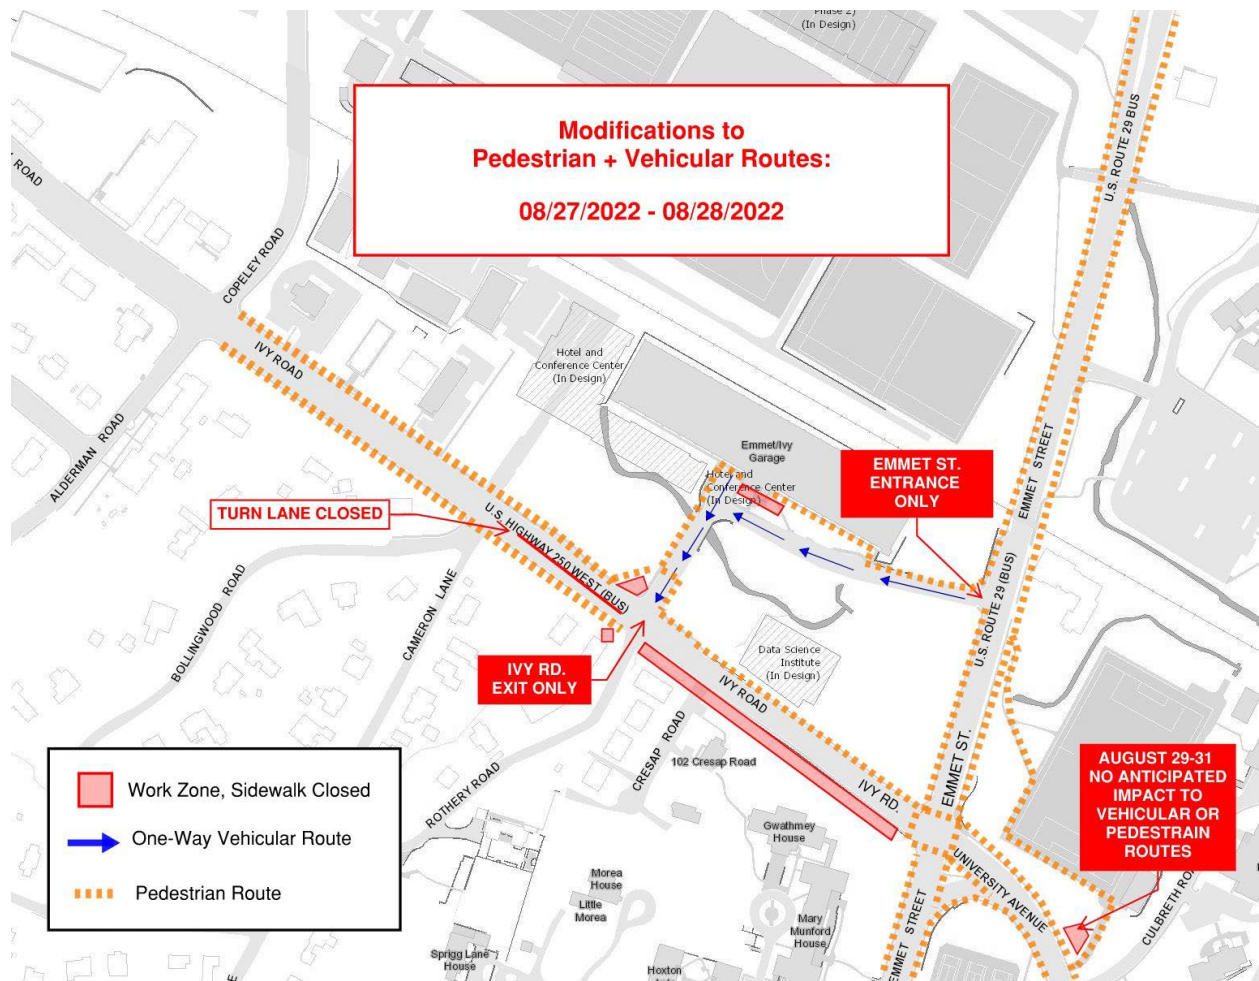 Phase 2)
(In Design)
Modifications to
Pedestrian + Vehicular Routes:
08/27/2022 - 08/28/2022
U.S. ROUTE 29 BUS
ROAD
COPELEY ROAD
IVY ROAD
ALDERMAN ROAD
Hotel and
Conference Center
(In Design)
Emmet/Ivy
Garage
Hotel and
Conference Center
(In Design)
EMMET ST.
ENTRANCE
ONLY
EMMET STREET
TURN LANE CLOSED
U.S. HIGHWAY 250 WEST (BUS)
U.S. ROUTE 29 (BUS)
BOLLINGWOOD ROAD
CAMERON LANE
IVY RD.
EXIT ONLY
Data Science
Institute
(In Design)
IVY ROAD
CRESAP ROAD
102 Cresap Road
ROTHERY ROAD
IVY RD.
EMMET ST.
AUGUST 29-31
NO ANTICIPATED
IMPACT TO
VEHICULAR OR
PEDESTRAIN
ROUTES
Work Zone, Sidewalk Closed
One-Way Vehicular Route
Pedestrian Route
Gwathmey
House
UNIVERSITY AVENUE
CULBRETH ROA
Morea
House
Little
Morea
Mary
Munford
House
EMMET STREET
Sprigg Lane
House
Hoxton